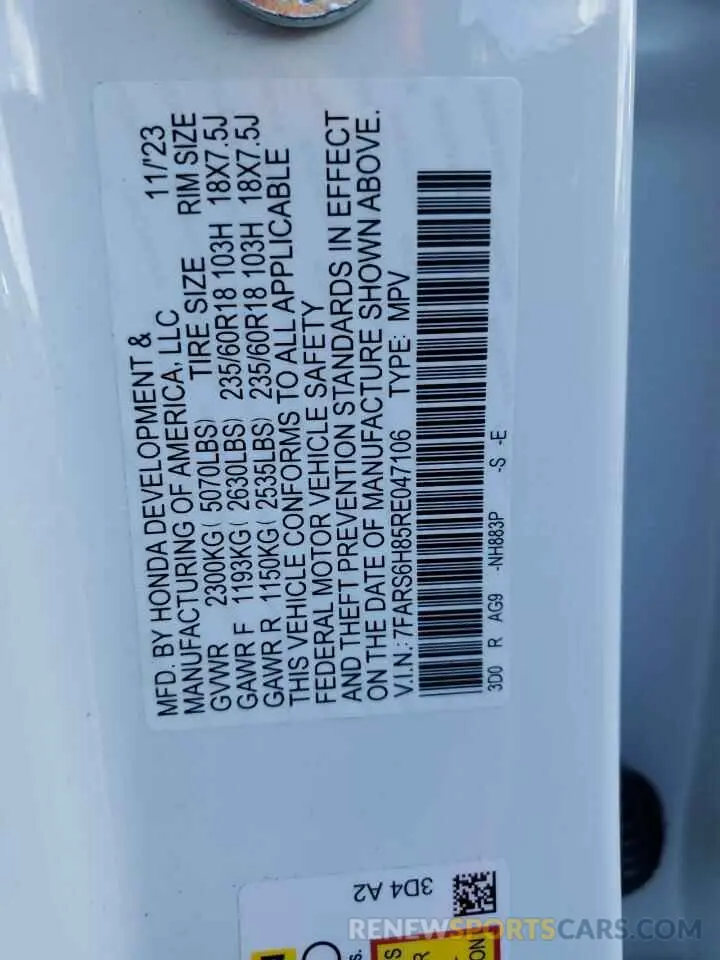 MFD. BY HONDA DEVELOPMENT &
MANUFACTURING OF AMERICA, LLC 11/'23
GVWR 2300KG( 5070LBS) TIRE SIZE RIM SIZE
GAWR F 1193KG( 2630LBS) 235/60R18 103H 18X7.5J
GAWR R 1150KG( 2535LBS) 235/60R18 103H 18X7.5J
THIS VEHICLE CONFORMS TO ALL APPLICABLE
FEDERAL MOTOR VEHICLE SAFETY
AND THEFT PREVENTION STANDARDS IN EFFECT
ON THE DATE OF MANUFACTURE SHOWN ABOVE.
V.I.N.: 7FARS6H85RE047106 TYPE: MPV
3D0 R AG9 -NH883P -S -E
3D4 A2
RENEWSPORTSCARS.COM